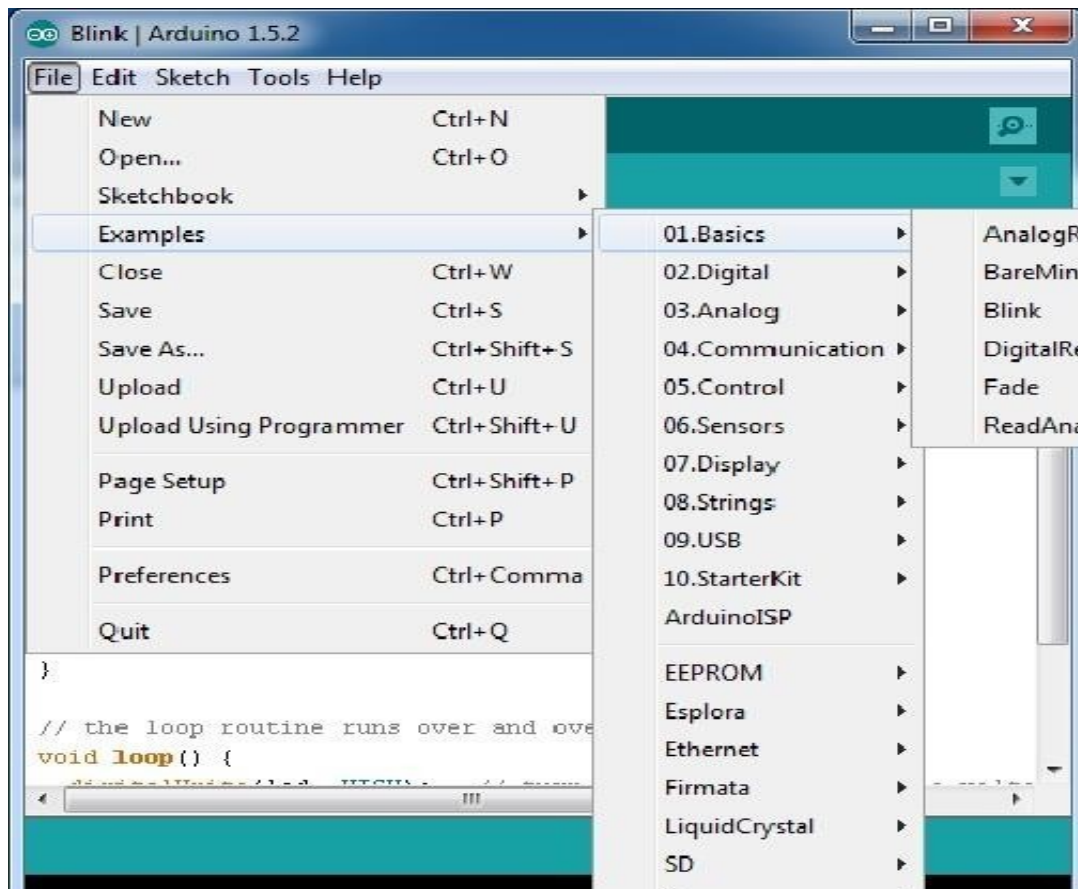 Blink | Arduino 1.5.2
File Edit Sketch Tools Help
New Ctrl+N
Open... Ctrl+O
Sketchbook
Examples
Close Ctrl+W
Save Ctrl+S
Save As... Ctrl+Shift+S
Upload Ctrl+U
Upload Using Programmer Ctrl+Shift+U
Page Setup Ctrl+Shift+P
Print Ctrl+P
Preferences Ctrl+Comma
Quit Ctrl+Q
01.Basics
02.Digital
03.Analog
04.Communication
05.Control
06.Sensors
07.Display
08.Strings
09.USB
10.StarterKit
ArduinoISP
EEPROM
Esplora
Ethernet
Firmata
LiquidCrystal
SD
AnalogR
BareMin
Blink
DigitalRe
Fade
ReadAna
}
// the loop routine runs over and ove
void loop() {